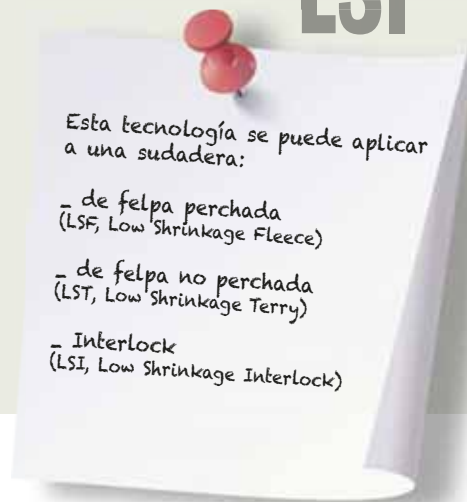 LSI
Esta tecnología se puede aplicar
a una sudadera:
_ de felpa perchada
(LSF, Low Shrinkage Fleece)
_ de felpa no perchada
(LST, Low Shrinkage Terry)
_ Interlock
(LSI, Low Shrinkage Interlock)